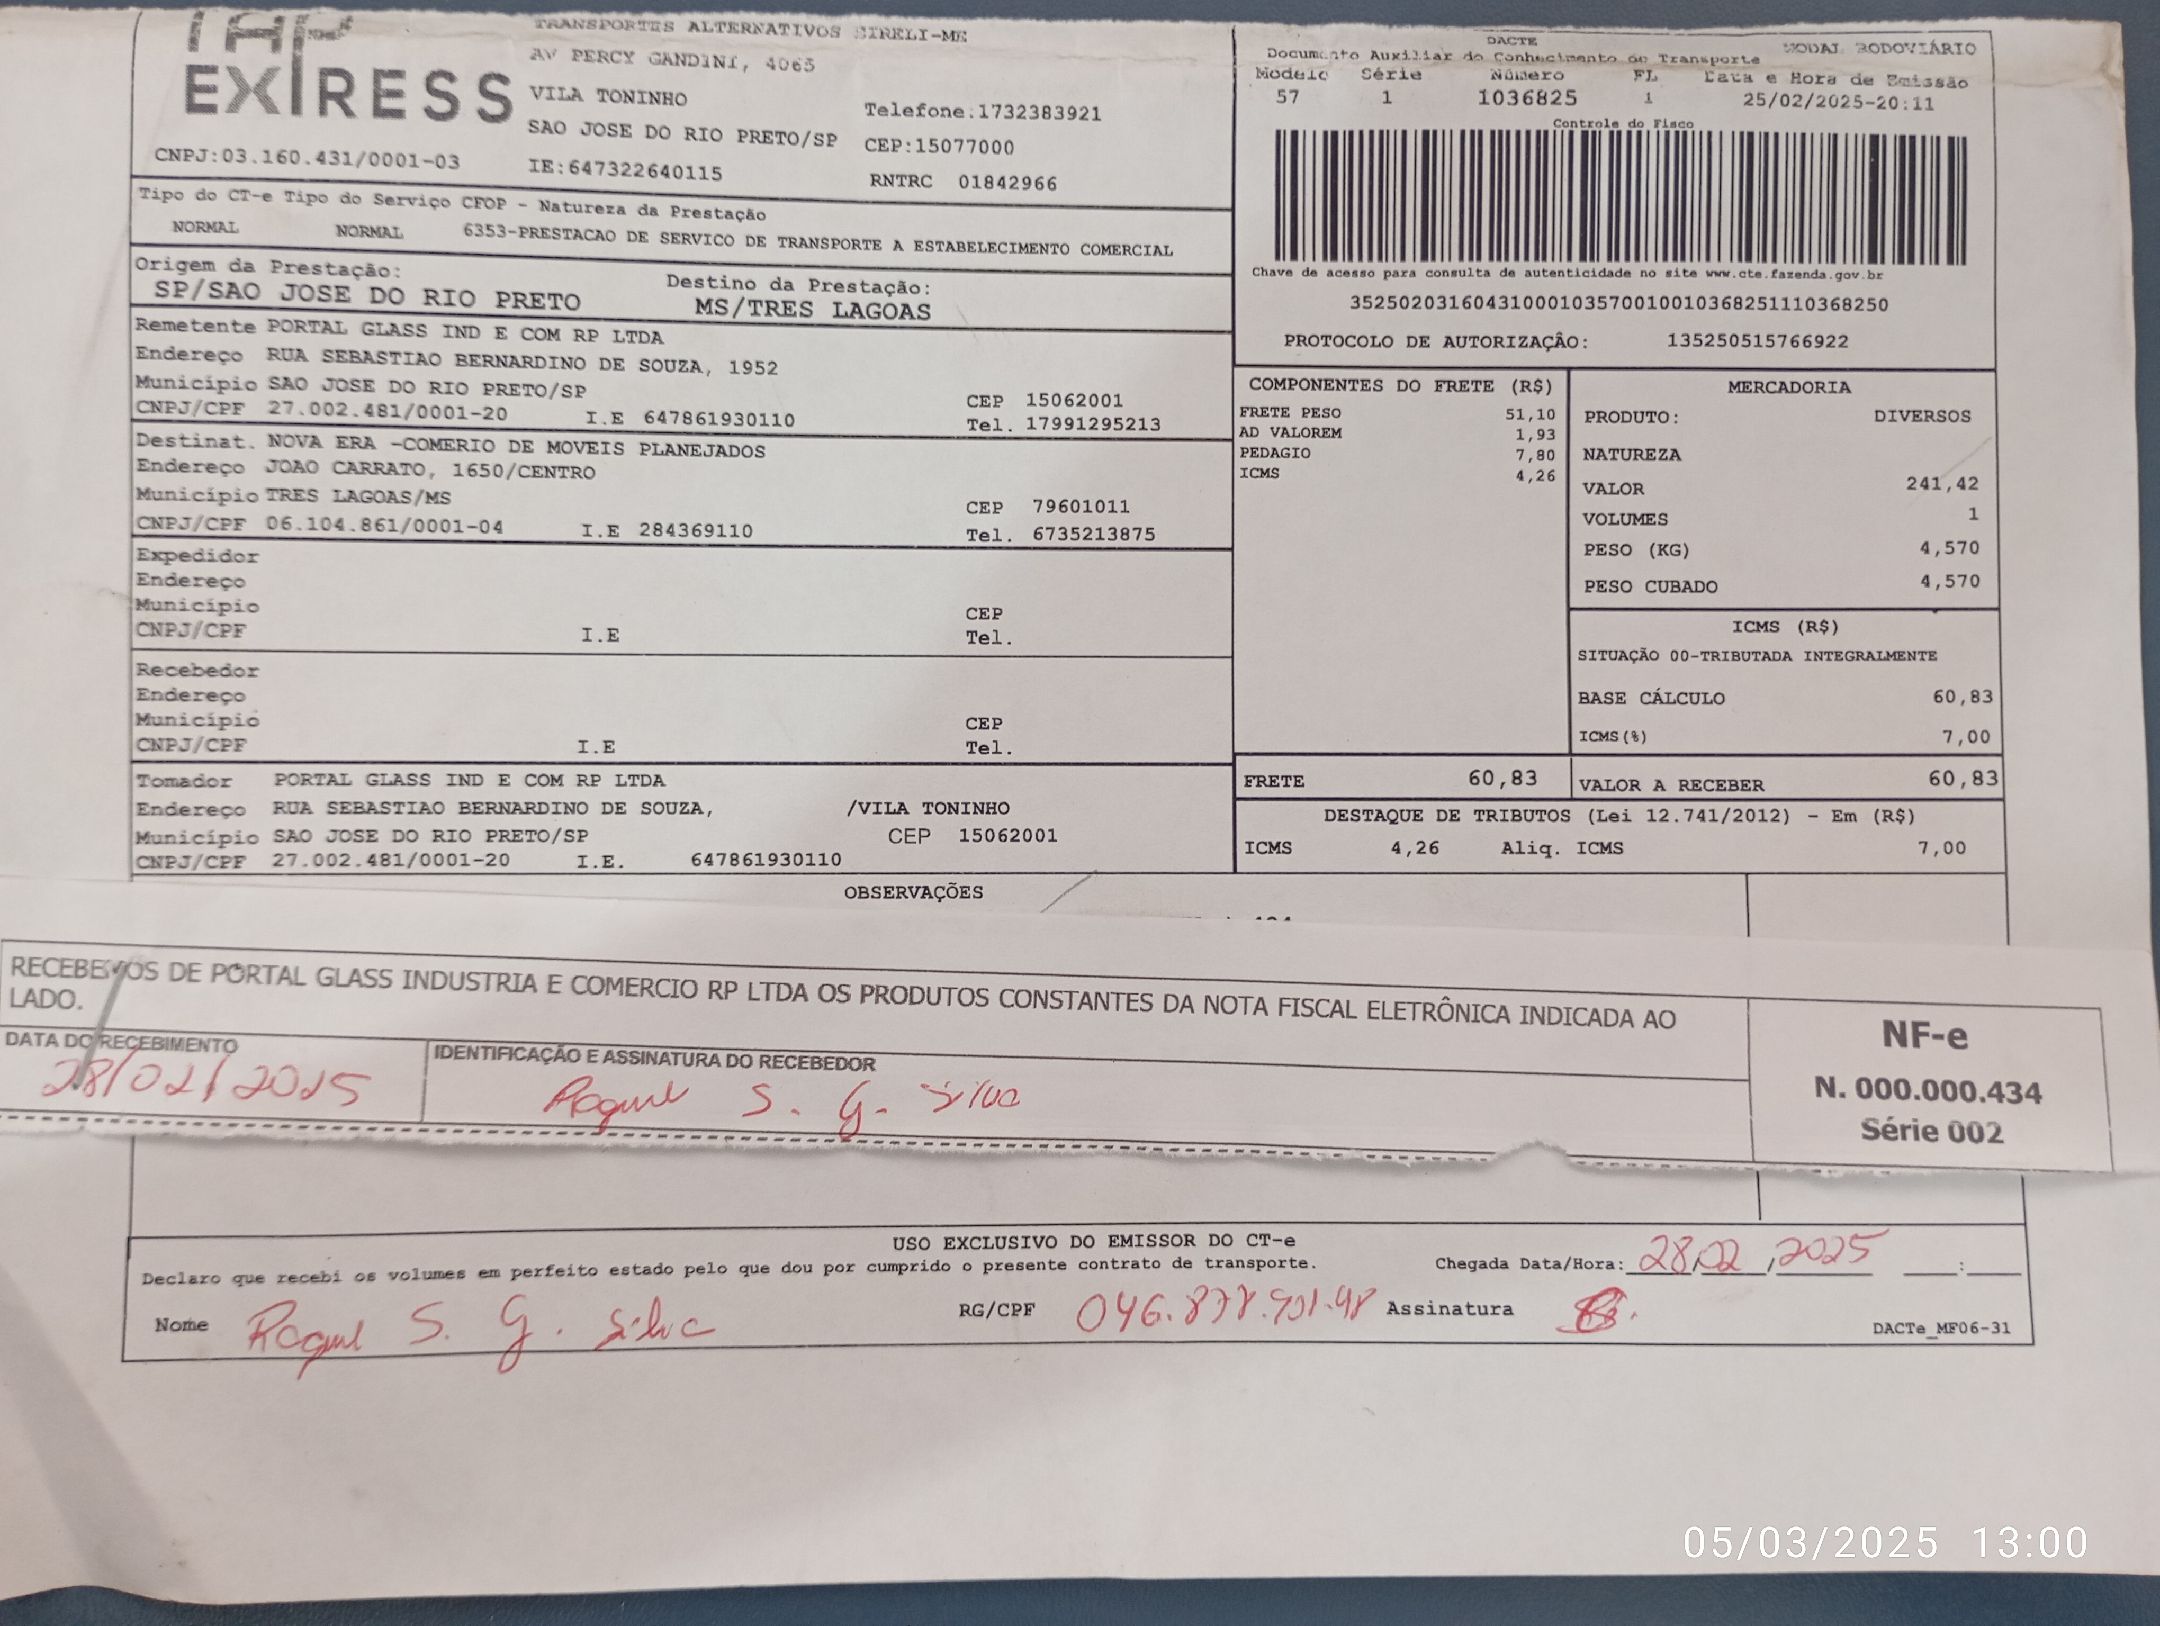 EXPRESS
TRANSPORTES ALTERNATIVOS EIRELI-ME
AV PERCY GANDINI, 4065
VILA TONINHO
Telefone:1732383921
SAO JOSE DO RIO PRETO/SP
CEP:15077000
CNPJ:03.160.431/0001-03
IE:647322640115
RNTRC 01842966
DACTE
MODAL RODOVIÁRIO
Documento Auxiliar do Conhecimento de Transporte
Modelo Série Número FL Data e Hora de Emissão
57 1 1036825 1 25/02/2025-20:11
Controle do Fisco
Chave de acesso para consulta de autenticidade no site www.cte.fazenda.gov.br
35250203160431000103570010010368251110368250
PROTOCOLO DE AUTORIZAÇÂO: 135250515766922
Tipo do CT-e Tipo do Serviço CFOP - Natureza da Prestação
NORMAL NORMAL 6353-PRESTACAO DE SERVICO DE TRANSPORTE A ESTABELECIMENTO COMERCIAL
Origem da Prestação:
SP/SAO JOSE DO RIO PRETO
Destino da Prestação:
MS/TRES LAGOAS
Remetente PORTAL GLASS IND E COM RP LTDA
Endereço RUA SEBASTIAO BERNARDINO DE SOUZA, 1952
Município SAO JOSE DO RIO PRETO/SP CEP 15062001
CNPJ/CPF 27.002.481/0001-20 I.E 647861930110 Tel. 17991295213
Destinat. NOVA ERA -COMERIO DE MOVEIS PLANEJADOS
Endereço JOAO CARRATO, 1650/CENTRO
Município TRES LAGOAS/MS CEP 79601011
CNPJ/CPF 06.104.861/0001-04 I.E 284369110 Tel. 6735213875
Expedidor
Endereço
Município CEP
CNPJ/CPF I.E Tel.
Recebedor
Endereço
Município CEP
CNPJ/CPF I.E Tel.
Tomador PORTAL GLASS IND E COM RP LTDA
Endereço RUA SEBASTIAO BERNARDINO DE SOUZA, /VILA TONINHO
Município SAO JOSE DO RIO PRETO/SP CEP 15062001
CNPJ/CPF 27.002.481/0001-20 I.E. 647861930110
COMPONENTES DO FRETE (R$)
FRETE PESO 51,10
AD VALOREM 1,93
PEDAGIO 7,80
ICMS 4,26
MERCADORIA
PRODUTO: DIVERSOS
NATUREZA
VALOR 241,42
VOLUMES 1
PESO (KG) 4,570
PESO CUBADO 4,570
ICMS (R$)
SITUAÇÃO 00-TRIBUTADA INTEGRALMENTE
BASE CÁLCULO 60,83
ICMS(%) 7,00
FRETE 60,83 VALOR A RECEBER 60,83
DESTAQUE DE TRIBUTOS (Lei 12.741/2012) - Em (R$)
ICMS 4,26 Aliq. ICMS 7,00
OBSERVAÇÕES
RECEBEMOS DE PORTAL GLASS INDUSTRIA E COMERCIO RP LTDA OS PRODUTOS CONSTANTES DA NOTA FISCAL ELETRÔNICA INDICADA AO
LADO.
DATA DO RECEBIMENTO
28/02/2025
IDENTIFICAÇÃO E ASSINATURA DO RECEBEDOR
Raquel S. G. Silva
NF-e
N. 000.000.434
Série 002
USO EXCLUSIVO DO EMISSOR DO CT-e
Declaro que recebi os volumes em perfeito estado pelo que dou por cumprido o presente contrato de transporte.
Chegada Data/Hora: 28/02/2025 :
Nome Raquel S. G. Silva RG/CPF Assinatura
DACTe_MF06-31
05/03/2025 13:00